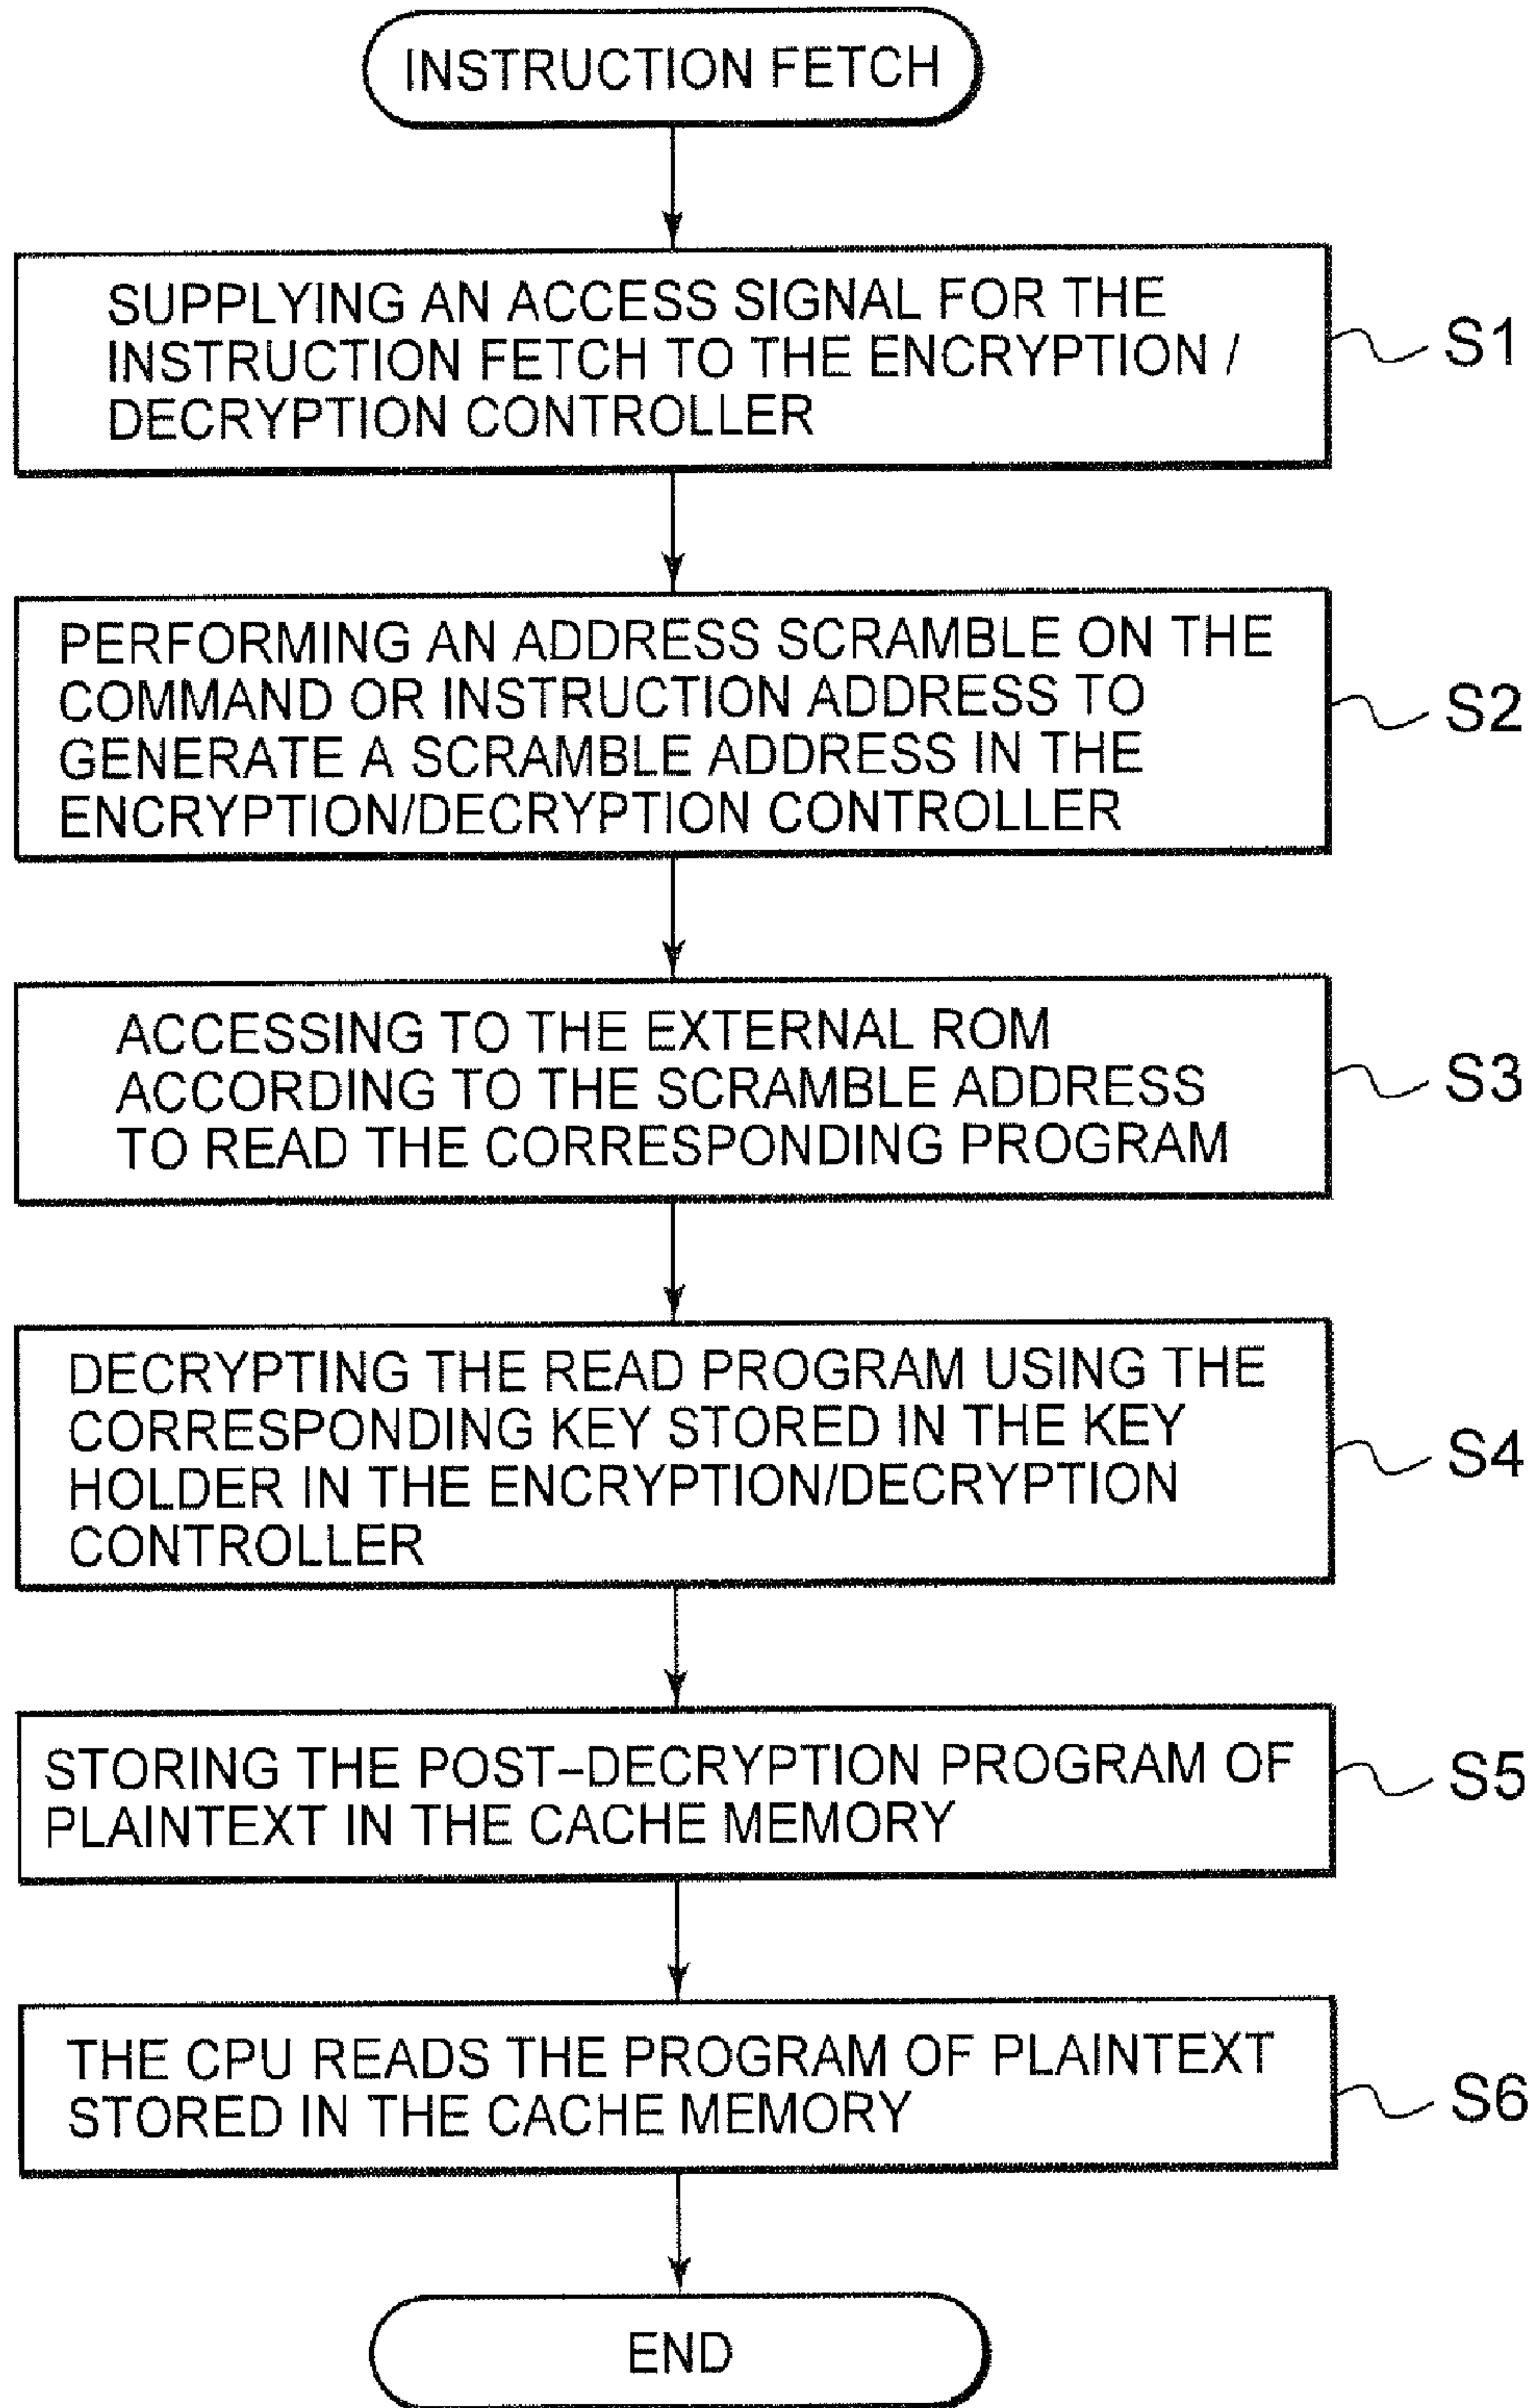 INSTRUCTION FETCH
SUPPLYING AN ACCESS SIGNAL FOR THE
INSTRUCTION FETCH TO THE ENCRYPTION /
DECRYPTION CONTROLLER
S1
PERFORMING AN ADDRESS SCRAMBLE ON THE
COMMAND OR INSTRUCTION ADDRESS TO
GENERATE A SCRAMBLE ADDRESS IN THE
ENCRYPTION/DECRYPTION CONTROLLER
S2
ACCESSING TO THE EXTERNAL ROM
ACCORDING TO THE SCRAMBLE ADDRESS
TO READ THE CORRESPONDING PROGRAM
S3
DECRYPTING THE READ PROGRAM USING THE
CORRESPONDING KEY STORED IN THE KEY
HOLDER IN THE ENCRYPTION/DECRYPTION
CONTROLLER
S4
STORING THE POST–DECRYPTION PROGRAM OF
PLAINTEXT IN THE CACHE MEMORY
S5
THE CPU READS THE PROGRAM OF PLAINTEXT
STORED IN THE CACHE MEMORY
S6
END